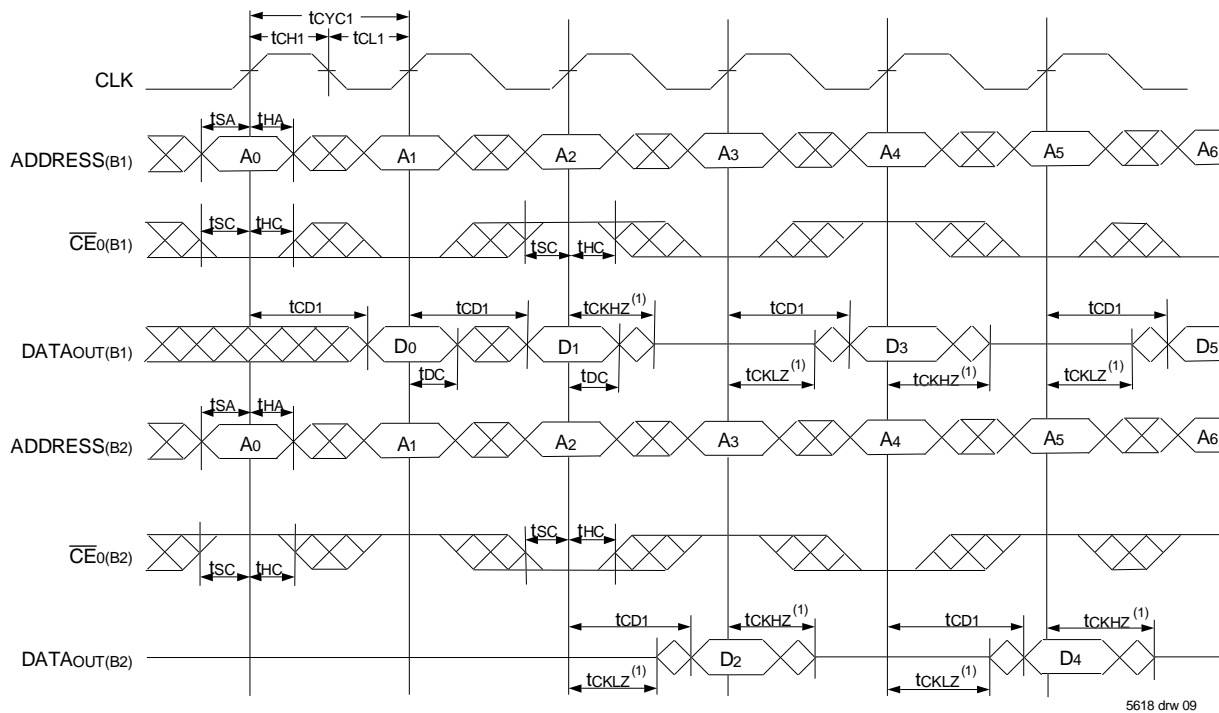 tCYC1
tCH1 tCL1
CLK
tSA tHA
ADDRESS(B1) A0 A1 A2 A3 A4 A5 A6
tSC tHC
CE0(B1)
tSC tHC
tCD1 tCD1 tCKHZ(1) tCD1 tCD1
DATAOUT(B1) D0 D1 D3 D5
tDC tDC tCKLZ(1) tCKHZ(1) tCKLZ(1)
tSA tHA
ADDRESS(B2) A0 A1 A2 A3 A4 A5 A6
tSC tHC
CE0(B2)
tSC tHC
tCD1 tCKHZ(1) tCD1 tCKHZ(1)
DATAOUT(B2) D2 D4
tCKLZ(1) tCKLZ(1)
5618 drw 09